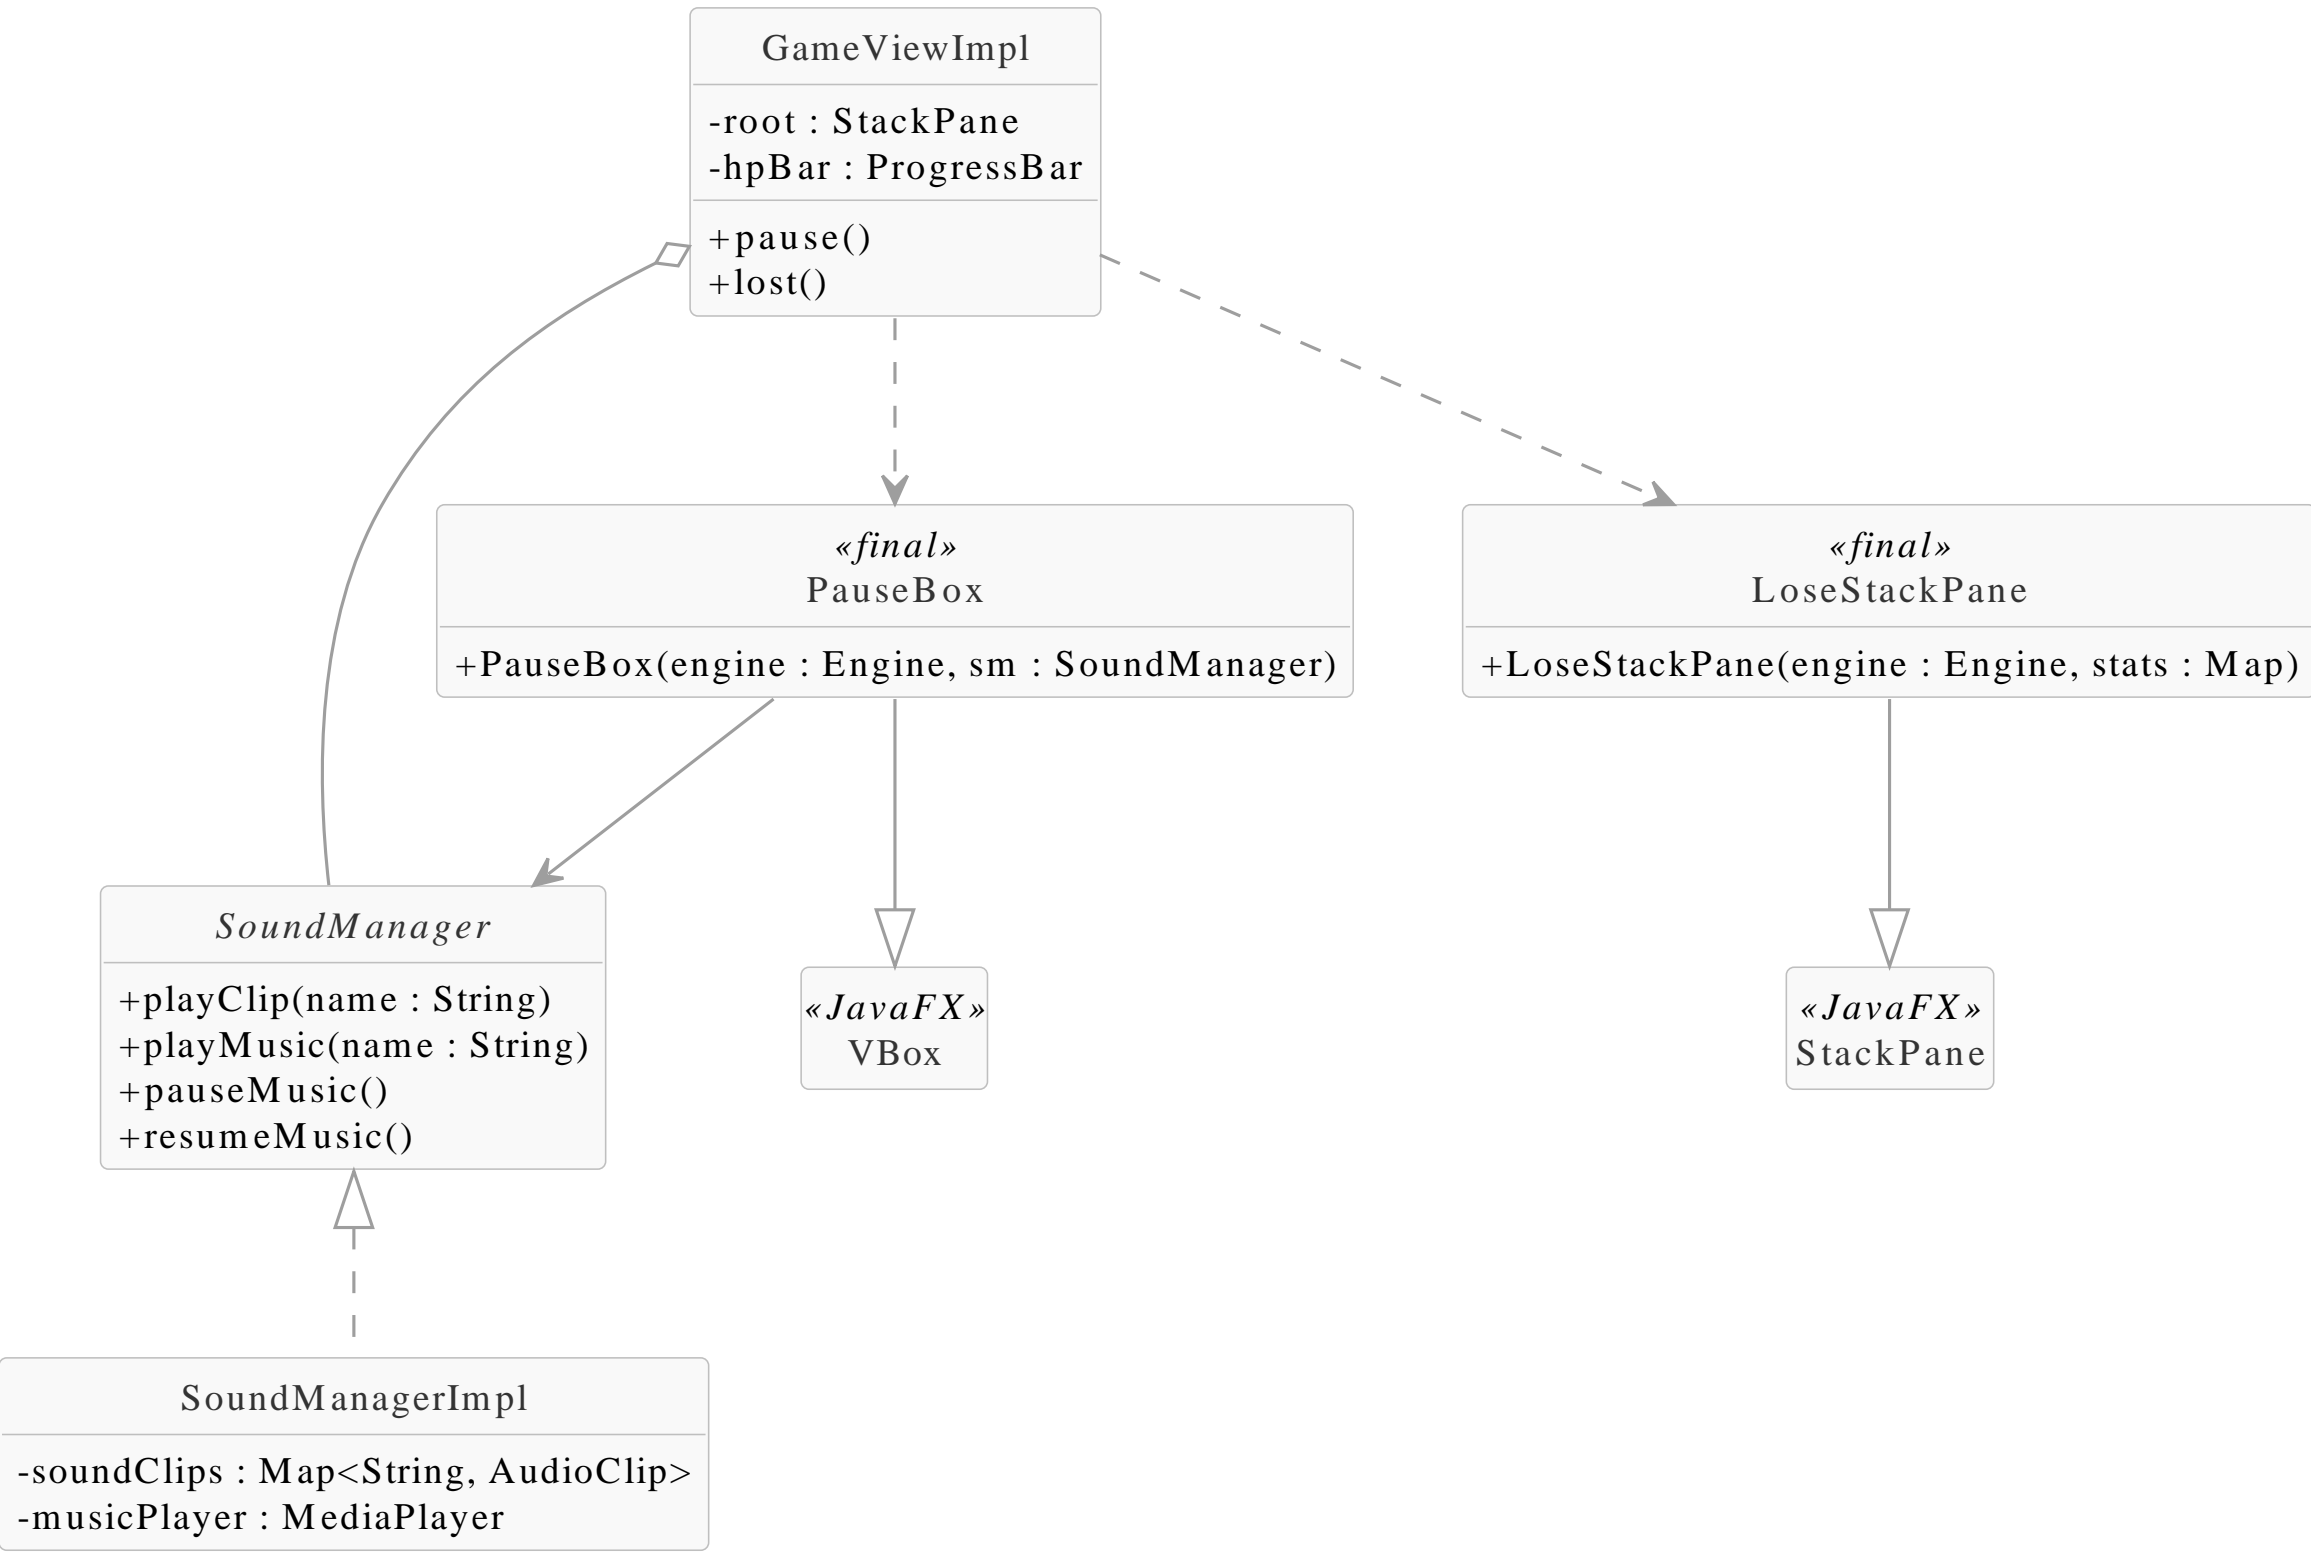 GameViewImpl
-root : StackPane
-hpBar : ProgressBar
+pause()
+lost()
«final»
PauseBox
+PauseBox(engine : Engine, sm : SoundManager)
«final»
LoseStackPane
+LoseStackPane(engine : Engine, stats : Map)
SoundManager
+playClip(name : String)
+playMusic(name : String)
+pauseMusic()
+resumeMusic()
«JavaFX»
VBox
«JavaFX»
StackPane
SoundManagerImpl
-soundClips : Map<String, AudioClip>
-musicPlayer : MediaPlayer